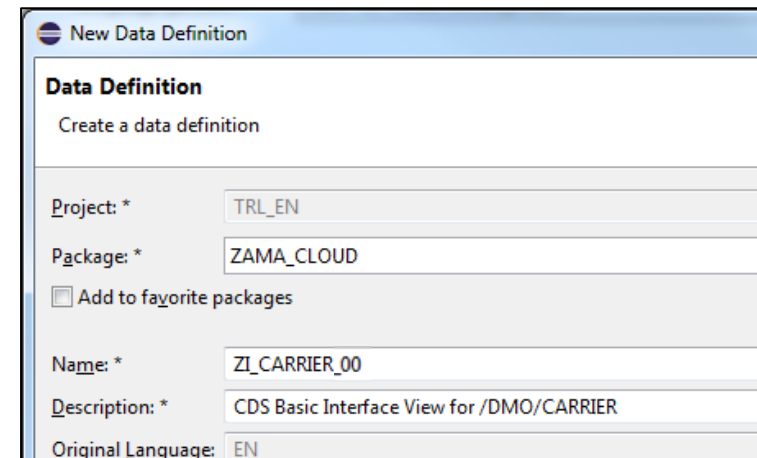 New Data Definition
Data Definition
Create a data definition
Project: * TRL_EN
Package: * ZAMA_CLOUD
Add to favorite packages
Name: * ZI_CARRIER_00
Description: * CDS Basic Interface View for /DMO/CARRIER
Original Language: EN